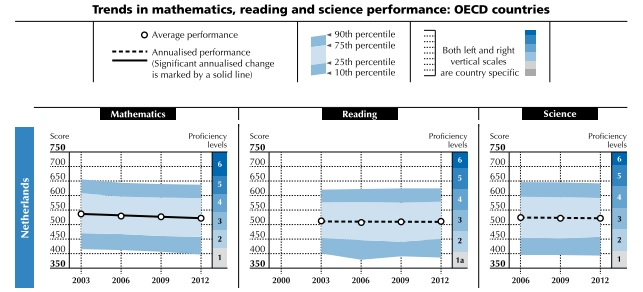 Trends in mathematics, reading and science performance: OECD countries
Average performance
Annualised performance
(Significant annualised change
is marked by a solid line)
90th percentile
75th percentile
25th percentile
10th percentile
Both left and right
vertical scales
are country specific
Mathematics
Reading
Science
Netherlands
Score
Proficiency
levels
750
700
650
600
550
500
450
400
350
6
5
4
3
2
1
2003
2006
2009
2012
Score
Proficiency
levels
750
700
650
600
550
500
450
400
350
6
5
4
3
2
1a
2000
2003
2006
2009
2012
Score
Proficiency
levels
750
700
650
600
550
500
450
400
350
6
5
4
3
2
1
2006
2009
2012